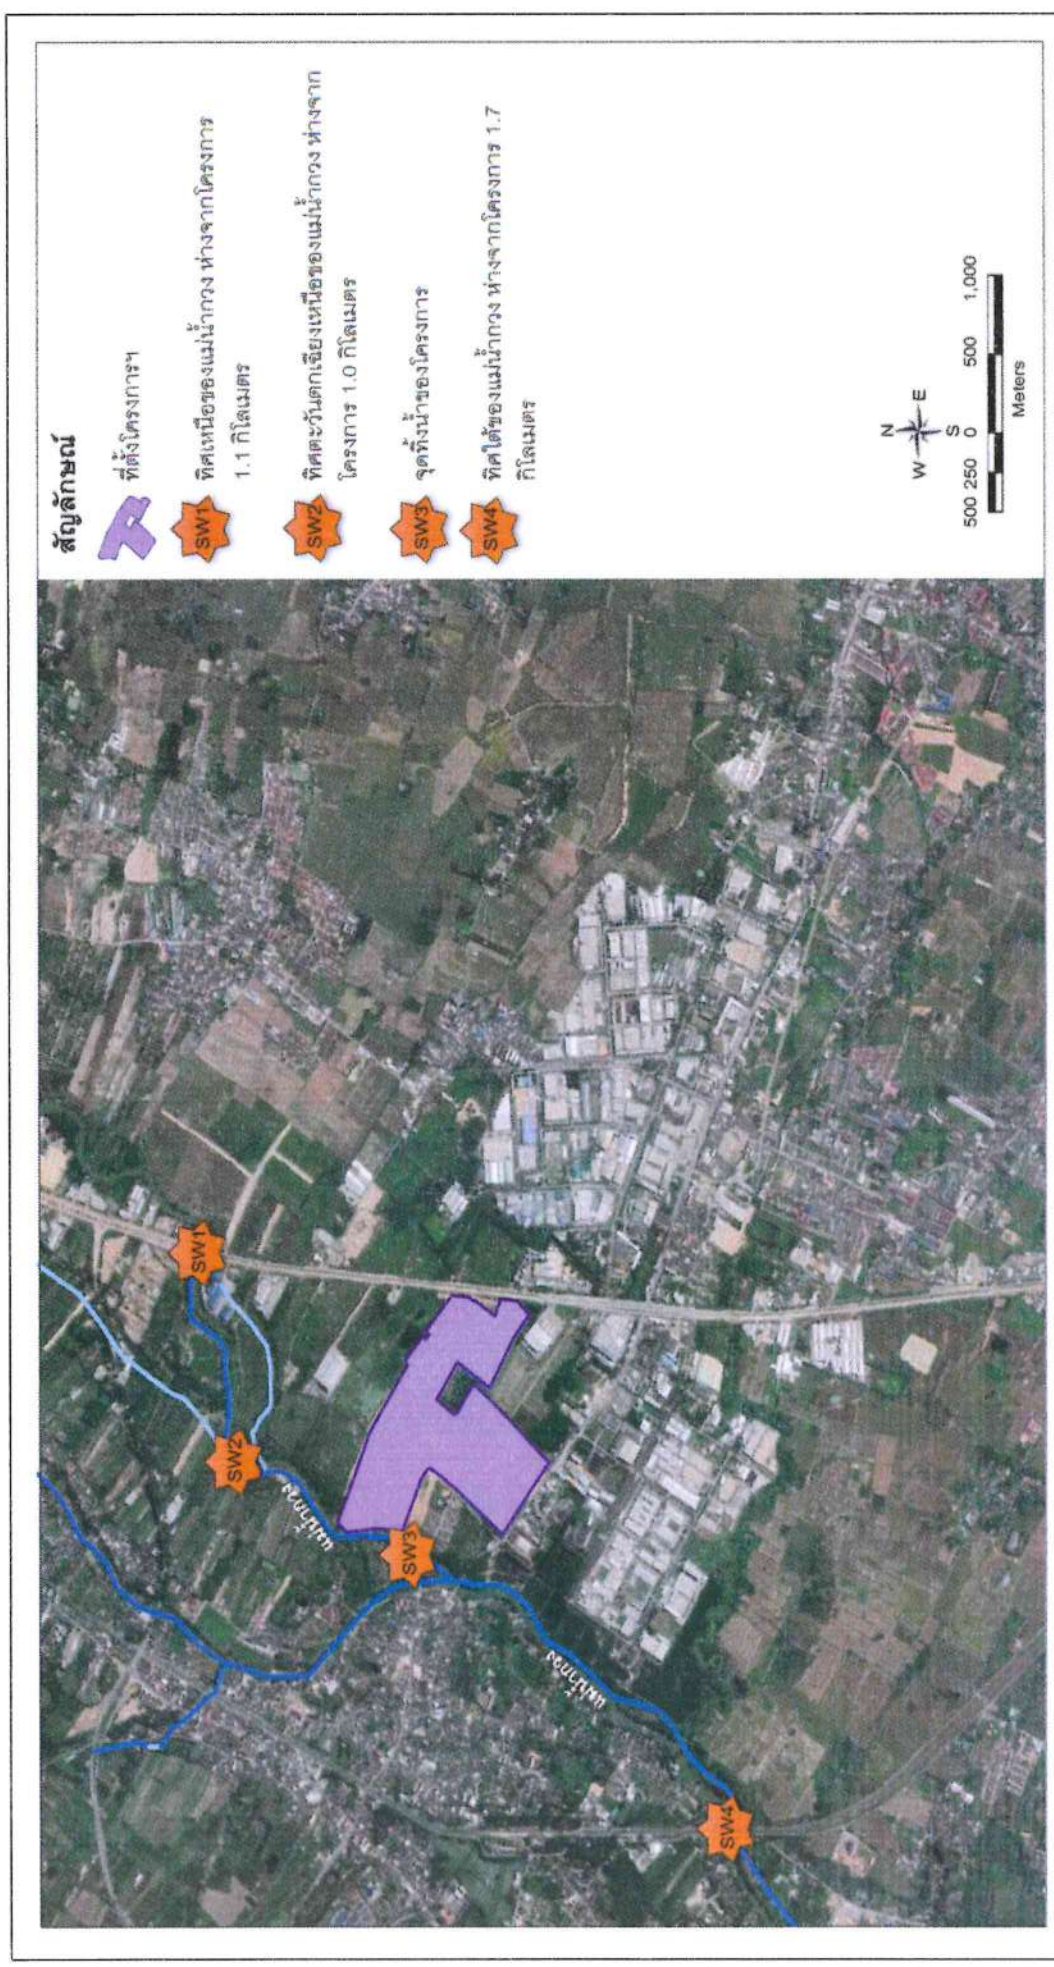 สัญลักษณ์
ที่ตั้งโครงการฯ
SW1
ทิศเหนือของแม่น้ำกวง ห่างจากโครงการ
1.1 กิโลเมตร
SW2
ทิศตะวันตกเฉียงเหนือของแม่น้ำกวง ห่างจาก
โครงการ 1.0 กิโลเมตร
SW3
จุดทิ้งน้ำของโครงการ
SW4
ทิศใต้ของแม่น้ำกวง ห่างจากโครงการ 1.7
กิโลเมตร
N
W E
S
500 250 0 500 1,000
Meters
SW1
SW2
แม่น้ำกวง
SW3
แม่น้ำกวง
SW4